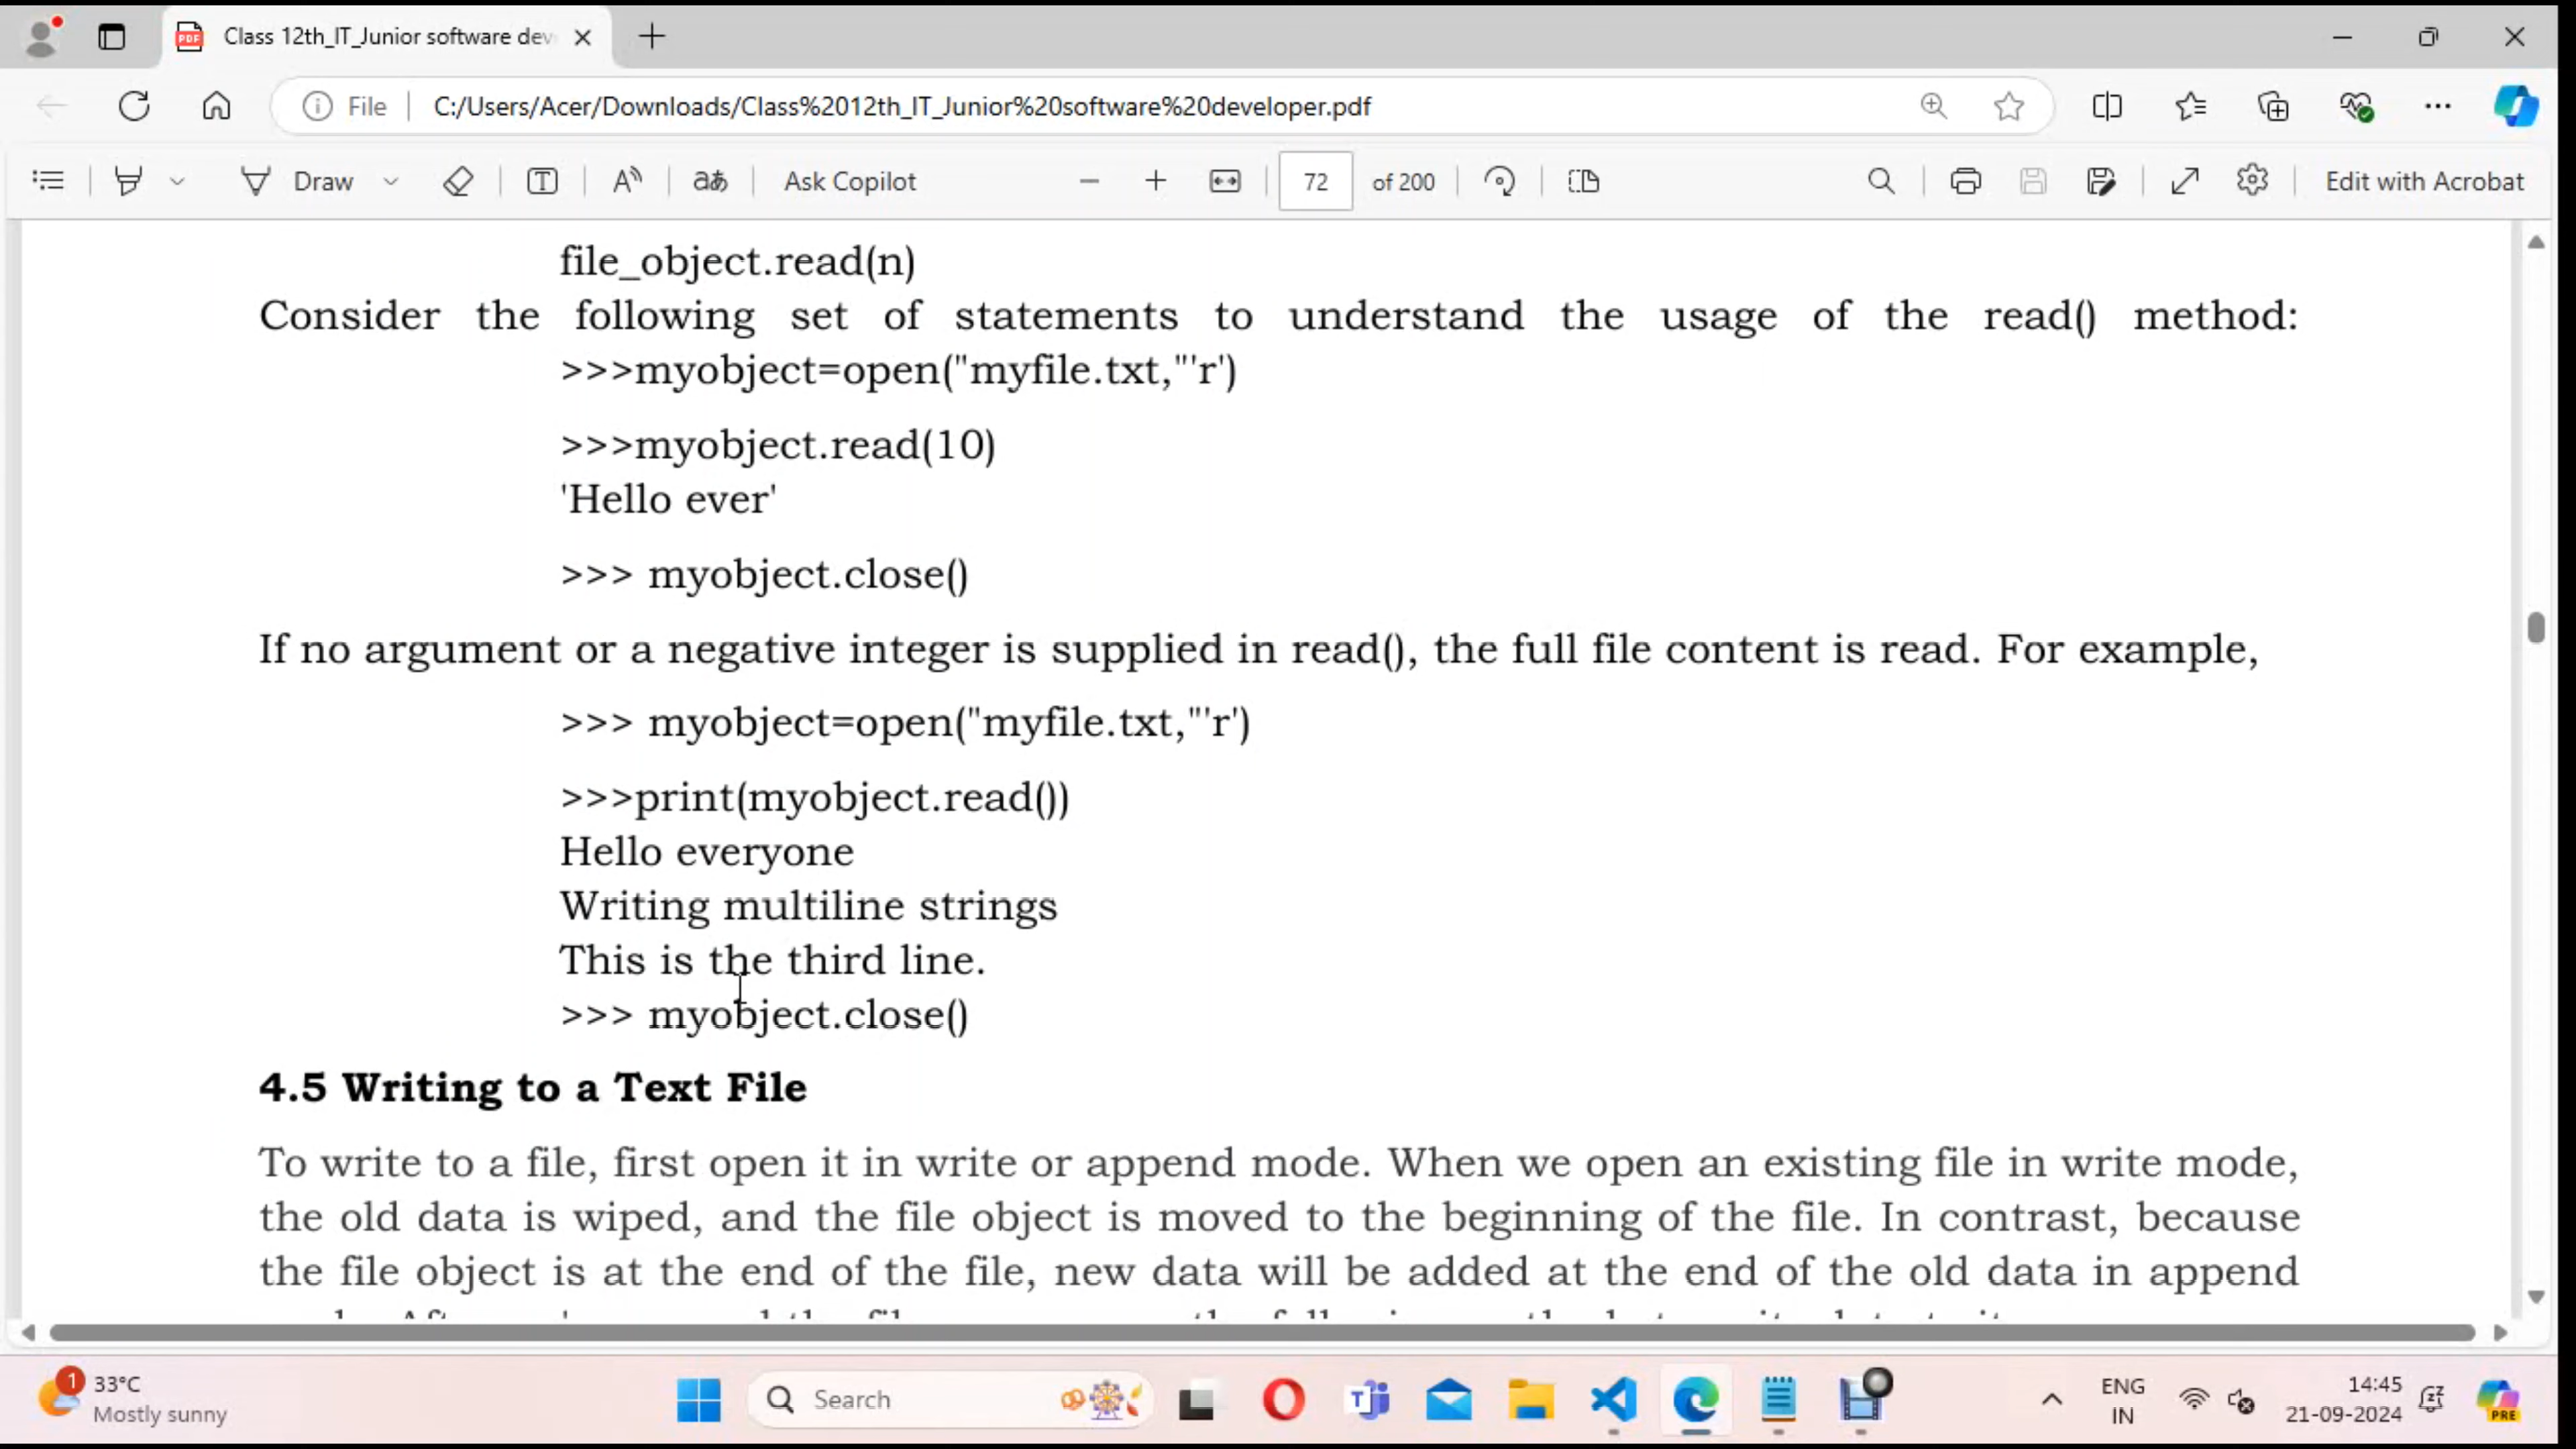 Class 12th_IT_Junior software dev
File
C:/Users/Acer/Downloads/Class%2012th_IT_Junior%20software%20developer.pdf
Draw
Ask Copilot
72
of 200
Edit with Acrobat
file_object.read(n)
Consider the following set of statements to understand the usage of the read() method:
>>>myobject=open("myfile.txt,"'r')
>>>myobject.read(10)
'Hello ever'
>>> myobject.close()
If no argument or a negative integer is supplied in read(), the full file content is read. For example,
>>> myobject=open("myfile.txt,"'r')
>>>print(myobject.read())
Hello everyone
Writing multiline strings
This is the third line.
>>> myobject.close()
4.5 Writing to a Text File
To write to a file, first open it in write or append mode. When we open an existing file in write mode,
the old data is wiped, and the file object is moved to the beginning of the file. In contrast, because
the file object is at the end of the file, new data will be added at the end of the old data in append
1
33°C
Mostly sunny
Search
ENG
IN
14:45
21-09-2024
PRE